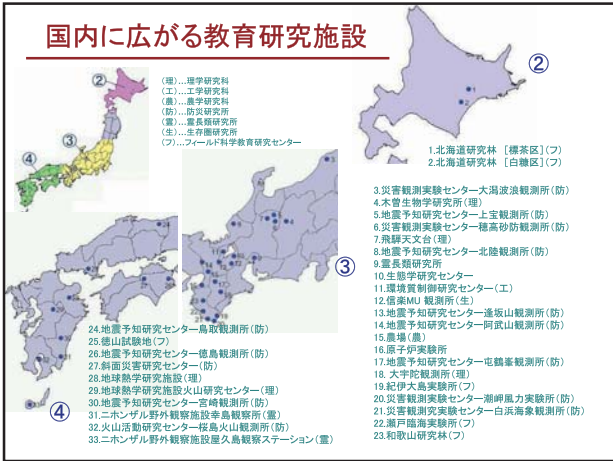 国内に広がる教育研究施設
(理)…理学研究科
(工)…工学研究科
(農)…農学研究科
(防)…防災研究所
(霊)…霊長類研究所
(生)…生存圏研究所
(フ)…フィールド科学教育研究センター
②
③
④
②
1
2
1.北海道研究林 [標茶区](フ)
2.北海道研究林 [白糠区](フ)
3.災害観測実験センター大潟波浪観測所(防)
4.木曽生物学研究所(理)
5.地震予知研究センター上宝観測所(防)
6.災害観測実験センター穂高砂防観測所(防)
7.飛騨天文台(理)
8.地震予知研究センター北陸観測所(防)
9.霊長類研究所
10.生態学研究センター
11.環境質制御研究センター(工)
12.信楽MU 観測所(生)
13.地震予知研究センター逢坂山観測所(防)
14.地震予知研究センター阿武山観測所(防)
15.農場(農)
16.原子炉実験所
17.地震予知研究センター屯鶴峯観測所(防)
18. 大宇陀観測所(理)
19.紀伊大島実験所(フ)
20.災害観測実験センター潮岬風力実験所(防)
21.災害観測究実験センター白浜海象観測所(防)
22.瀬戸臨海実験所(フ)
23.和歌山研究林(フ)
③
24.地震予知研究センター鳥取観測所(防)
25.徳山試験地(フ)
26.地震予知研究センター徳島観測所(防)
27.斜面災害研究センター(防)
28.地球熱学研究施設(理)
29.地球熱学研究施設火山研究センター(理)
30.地震予知研究センター宮崎観測所(防)
31.ニホンザル野外観察施設幸島観察所(霊)
32.火山活動研究センター桜島火山観測所(防)
33.ニホンザル野外観察施設屋久島観察ステーション(霊)
④